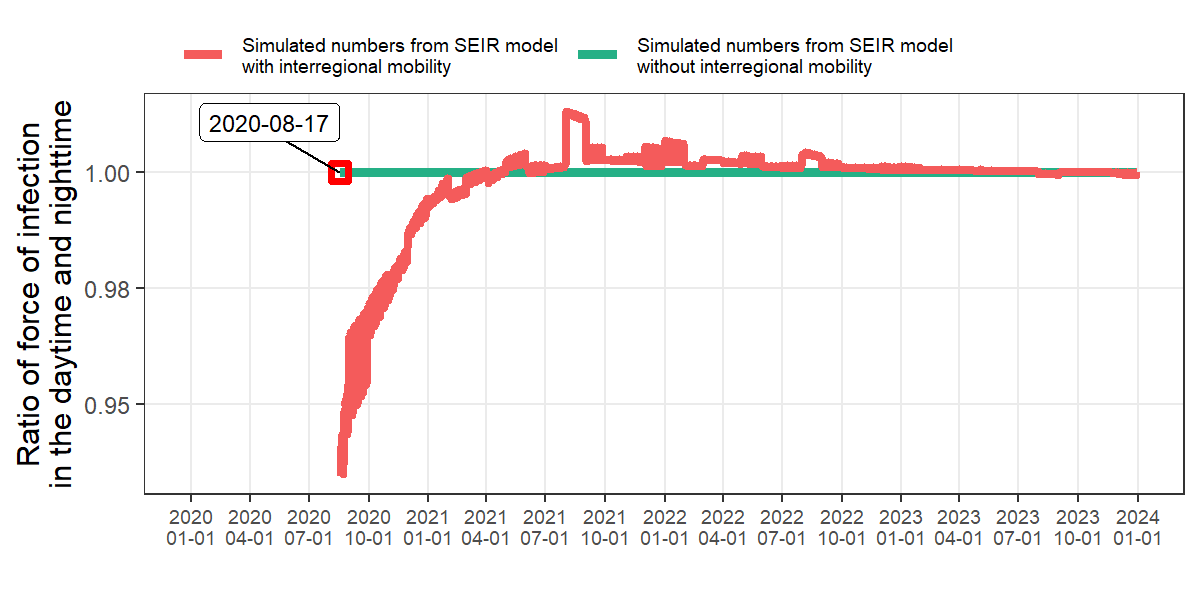 Simulated numbers from SEIR model
with interregional mobility
Simulated numbers from SEIR model
without interregional mobility
2020-08-17
Ratio of force of infection
in the daytime and nighttime
1.00
0.98
0.95
2020 2020 2020 2020 2021 2021 2021 2021 2022 2022 2022 2022 2023 2023 2023 2023 2024
01-01 04-01 07-01 10-01 01-01 04-01 07-01 10-01 01-01 04-01 07-01 10-01 01-01 04-01 07-01 10-01 01-01